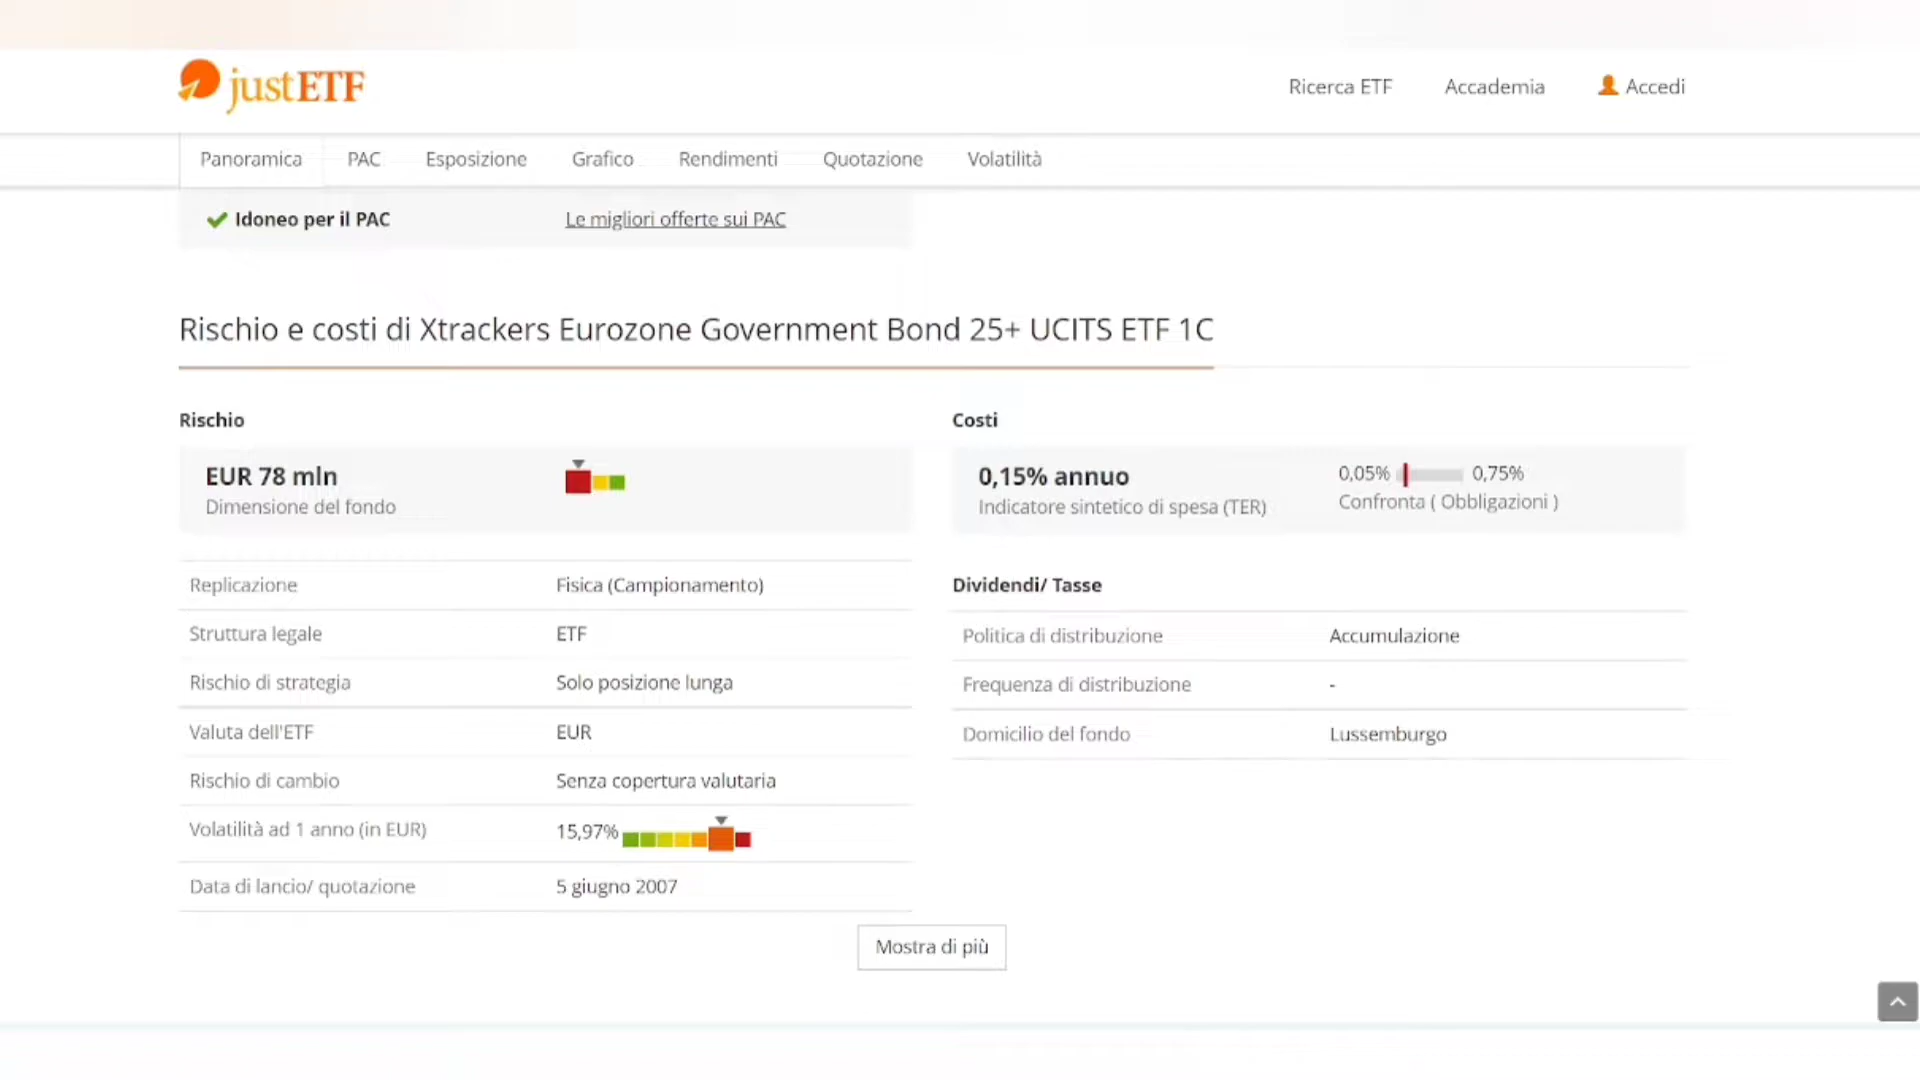 justETF
Ricerca ETF
Accademia
Accedi
Panoramica
PAC
Esposizione
Grafico
Rendimenti
Quotazione
Volatilità
Idoneo per il PAC
Le migliori offerte sui PAC
Rischio e costi di Xtrackers Eurozone Government Bond 25+ UCITS ETF 1C
Rischio
EUR 78 mln
Dimensione del fondo
Replicazione Fisica (Campionamento)
Struttura legale ETF
Rischio di strategia Solo posizione lunga
Valuta dell'ETF EUR
Rischio di cambio Senza copertura valutaria
Volatilità ad 1 anno (in EUR) 15,97%
Data di lancio/ quotazione 5 giugno 2007
Costi
0,15% annuo
Indicatore sintetico di spesa (TER)
0,05% 0,75%
Confronta ( Obbligazioni )
Dividendi/ Tasse
Politica di distribuzione Accumulazione
Frequenza di distribuzione -
Domicilio del fondo Lussemburgo
Mostra di più